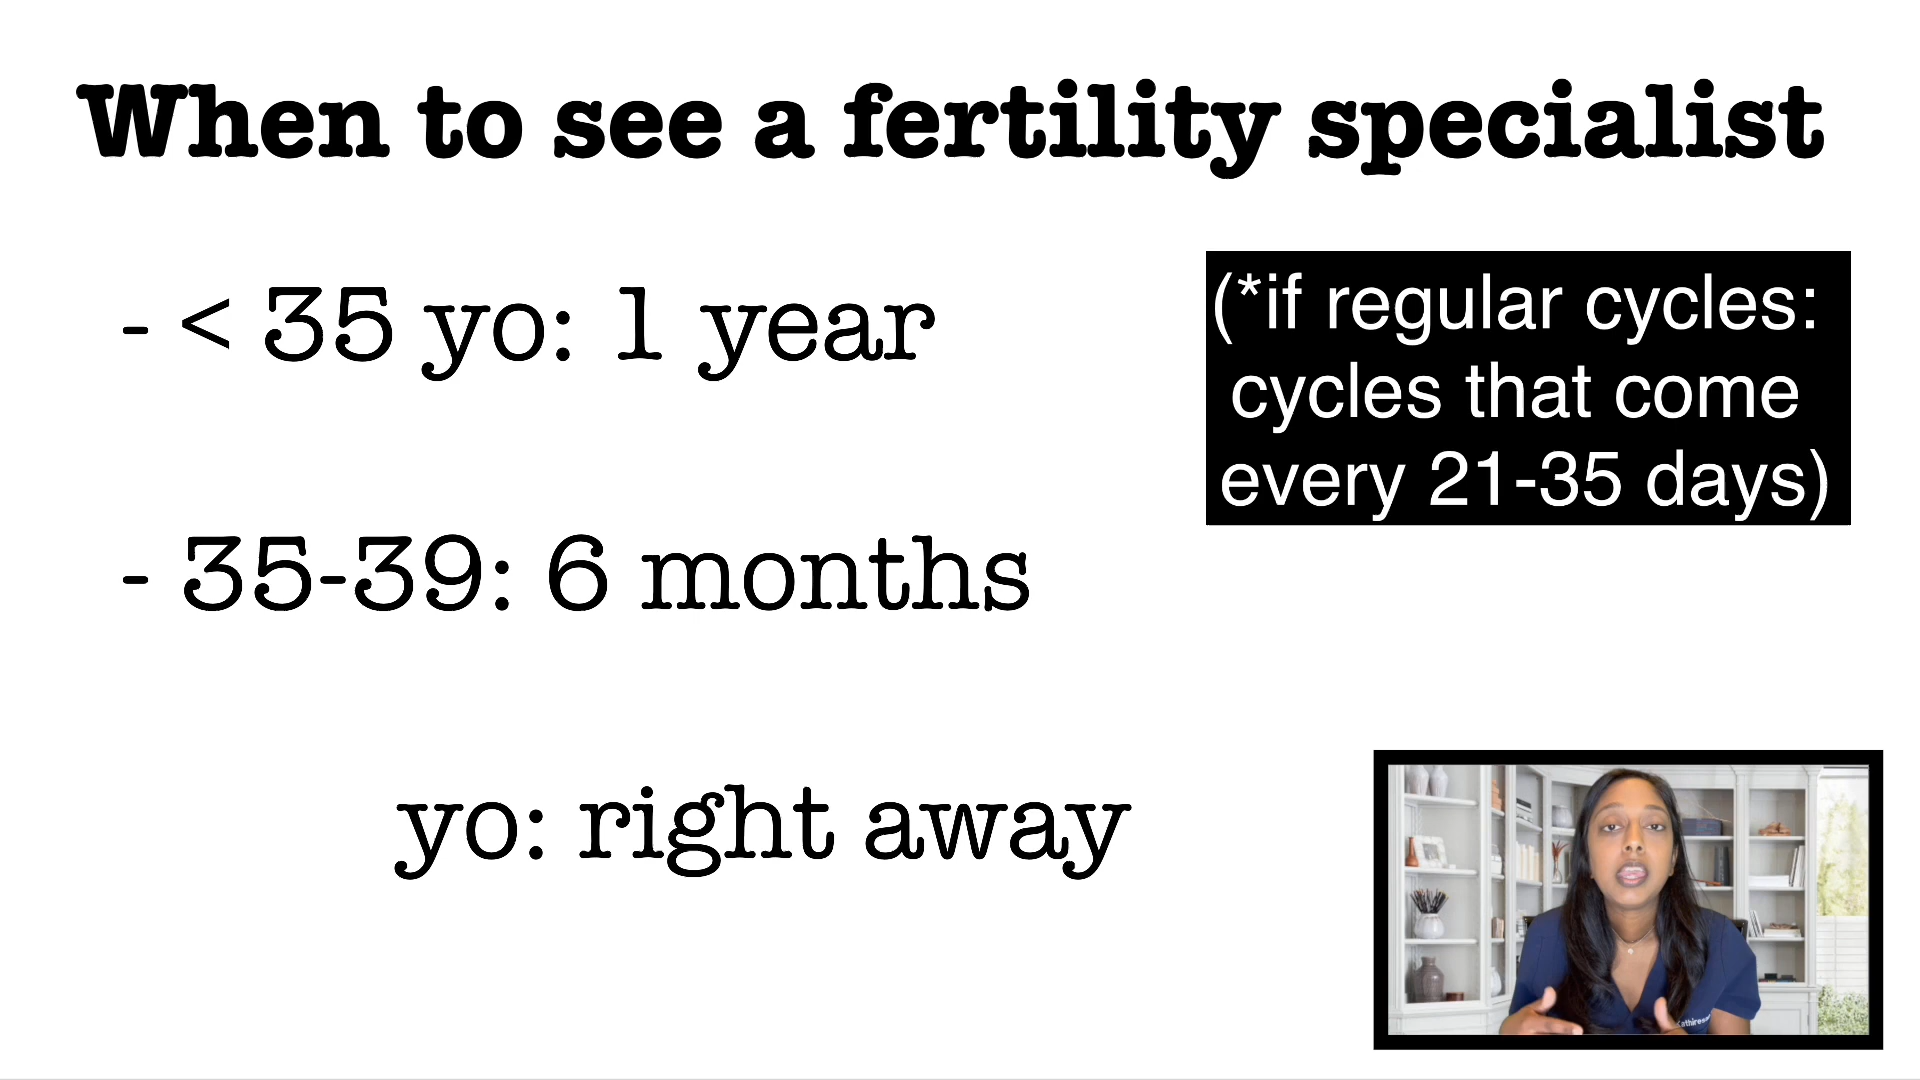 When to see a fertility specialist
- < 35 yo: 1 year
(*if regular cycles:
cycles that come
every 21-35 days)
- 35-39: 6 months
yo: right away